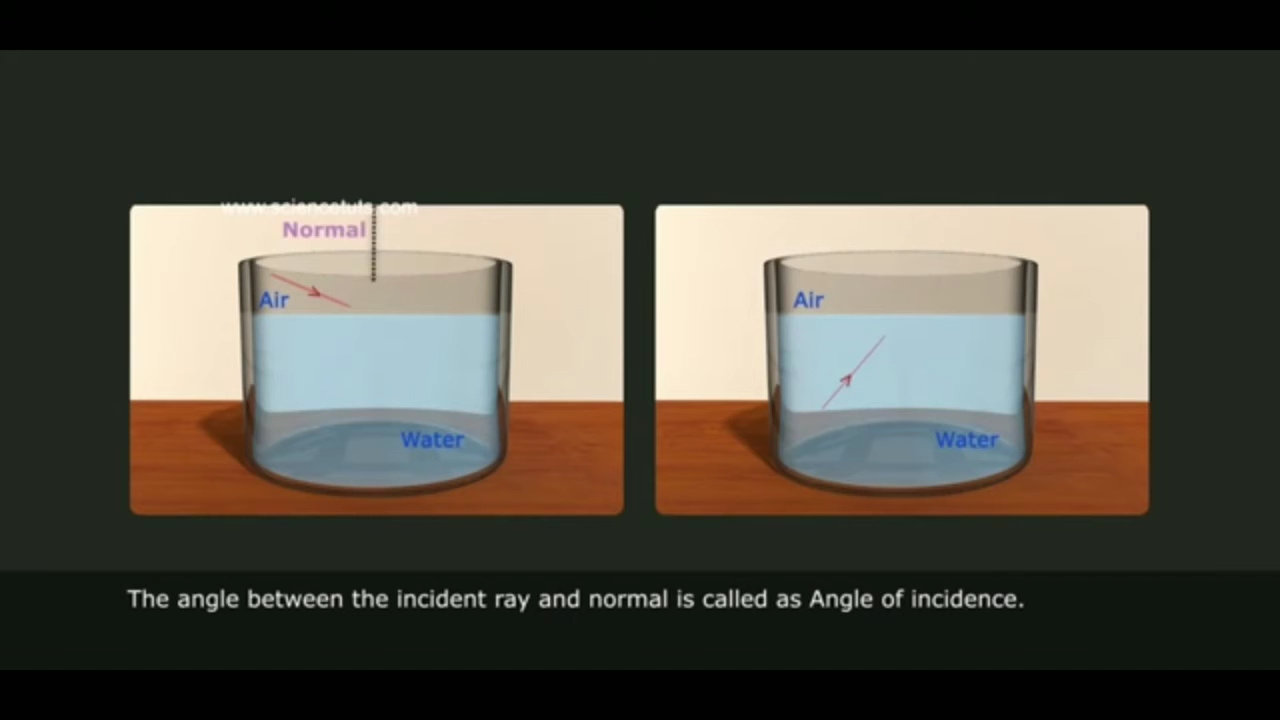 www.sciencetuts.com
Normal
Air
Water
Air
Water
The angle between the incident ray and normal is called as Angle of incidence.